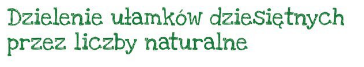 Dzielenie ułamków dziesiętnych
przez liczby naturalne